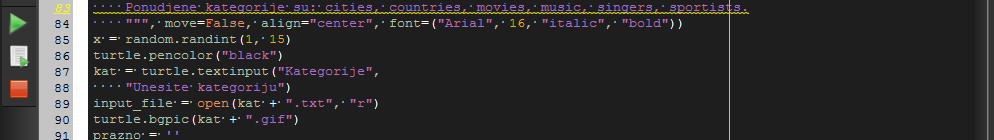 83 Ponudjene kategorije su: cities, countries, movies, music, singers, sportists.
84 """, move=False, align="center", font=("Arial", 16, "italic", "bold"))
85 x = random.randint(1, 15)
86 turtle.pencolor("black")
87 kat = turtle.textinput("Kategorije",
88 "Unesite kategoriju")
89 input_file = open(kat + ".txt", "r")
90 turtle.bgpic(kat + ".gif")
91 prazno = ''